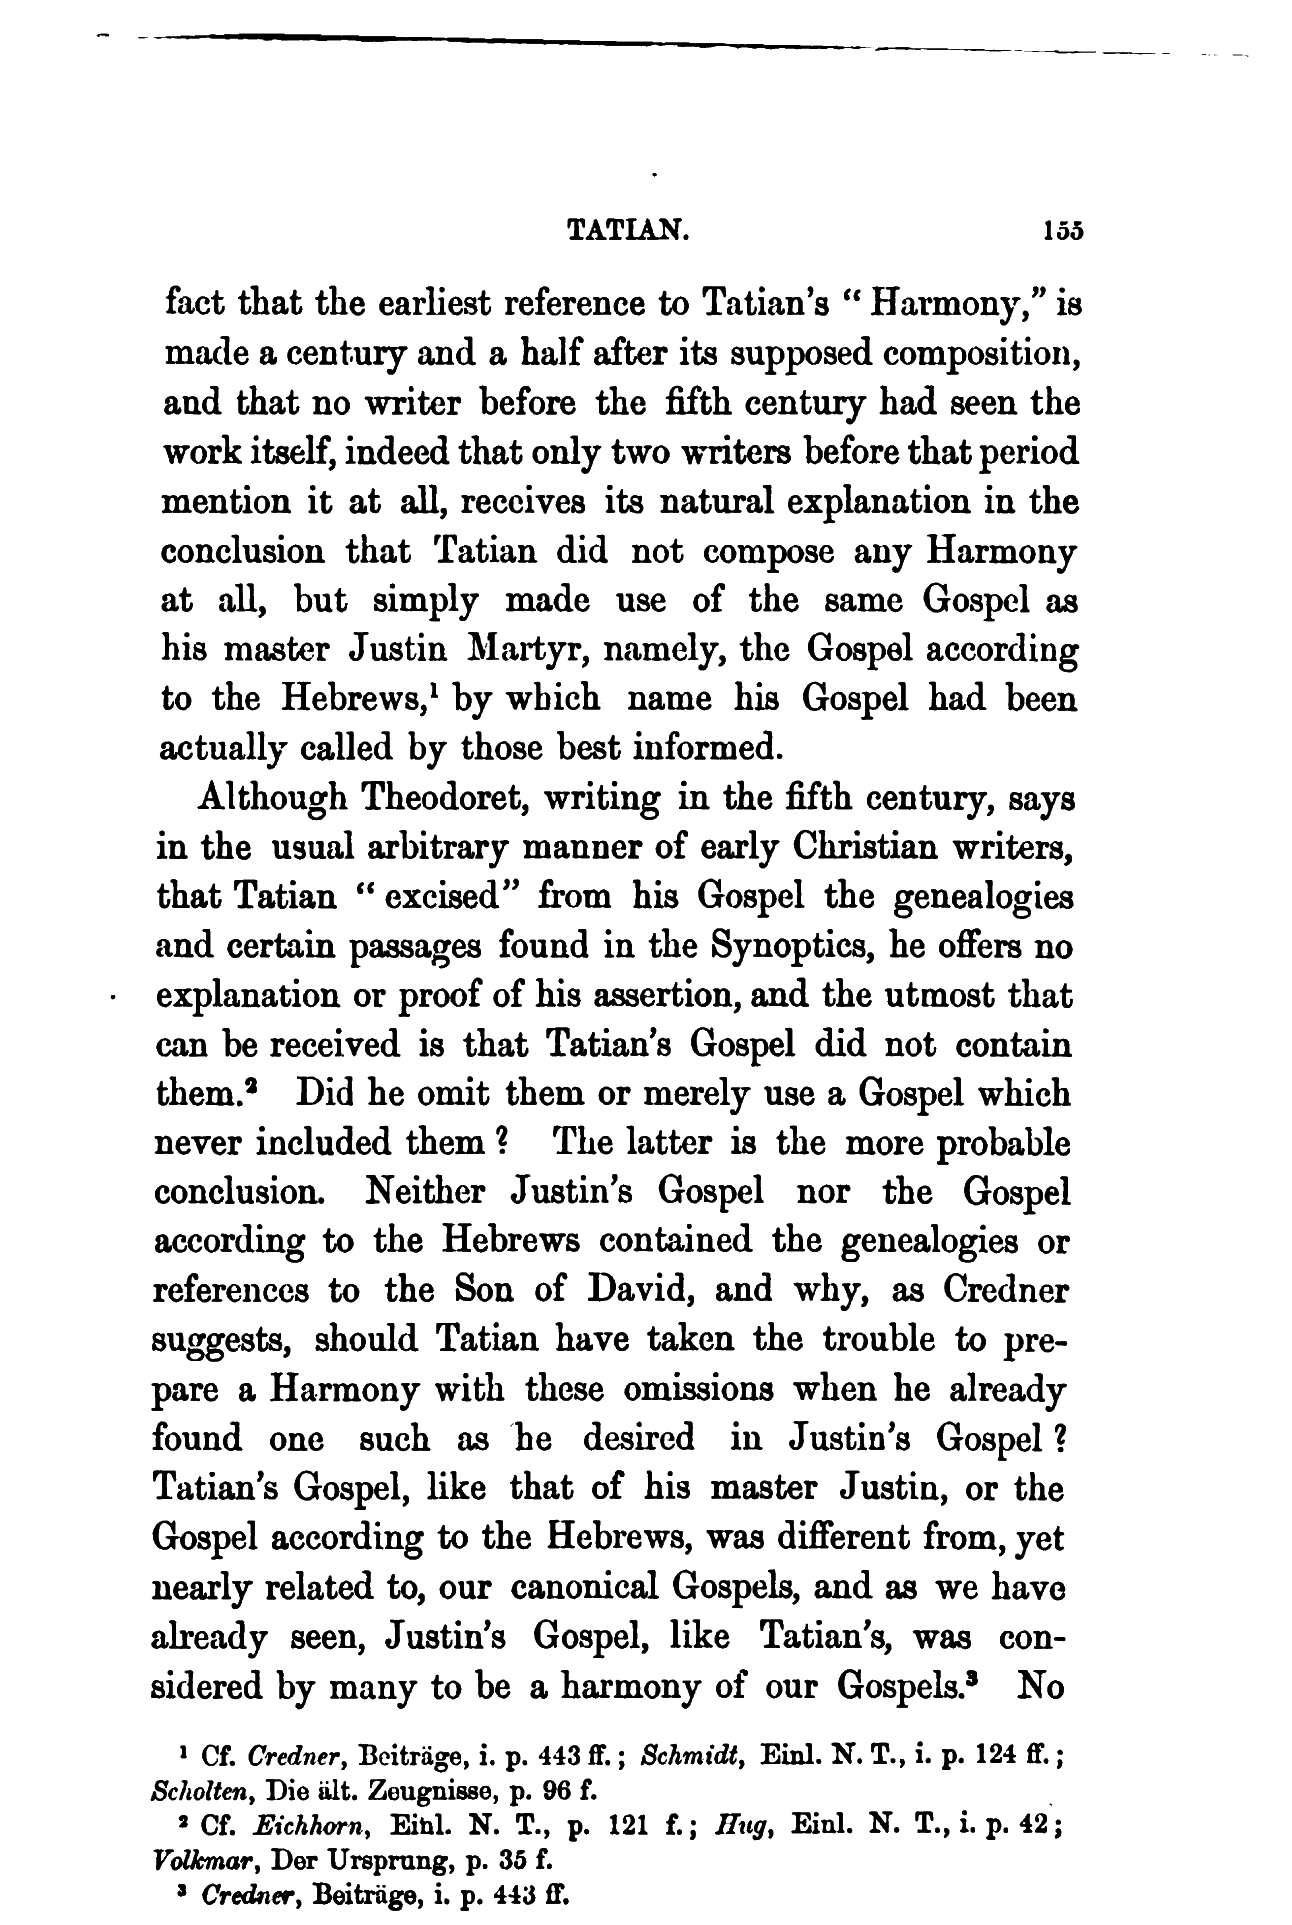 TATIAN. 155
fact that the earliest reference to Tatian's “ Harmony,” is
made a century and a half after its supposed composition,
and that no writer before the fifth century had seen the
work itself, indeed that only two writers before that period
mention it at all, receives its natural explanation in the
conclusion that Tatian did not compose any Harmony
at all, but simply made use of the same Gospel as
his master Justin Martyr, namely, the Gospel according
to the Hebrews,¹ by which name his Gospel had been
actually called by those best informed.
Although Theodoret, writing in the fifth century, says
in the usual arbitrary manner of early Christian writers,
that Tatian “ excised” from his Gospel the genealogies
and certain passages found in the Synoptics, he offers no
explanation or proof of his assertion, and the utmost that
can be received is that Tatian's Gospel did not contain
them.² Did he omit them or merely use a Gospel which
never included them ? The latter is the more probable
conclusion. Neither Justin's Gospel nor the Gospel
according to the Hebrews contained the genealogies or
references to the Son of David, and why, as Credner
suggests, should Tatian have taken the trouble to pre-
pare a Harmony with these omissions when he already
found one such as he desired in Justin's Gospel ?
Tatian's Gospel, like that of his master Justin, or the
Gospel according to the Hebrews, was different from, yet
nearly related to, our canonical Gospels, and as we have
already seen, Justin's Gospel, like Tatian's, was con-
sidered by many to be a harmony of our Gospels.³ No
¹ Cf. Credner, Beiträge, i. p. 443 ff. ; Schmidt, Einl. N. T., i. p. 124 ff. ;
Scholten, Die ält. Zeugnisse, p. 96 f.
² Cf. Eichhorn, Einl. N. T., p. 121 f. ; Hug, Einl. N. T., i. p. 42 ;
Volkmar, Der Ursprung, p. 35 f.
³ Credner, Beiträge, i. p. 443 ff.